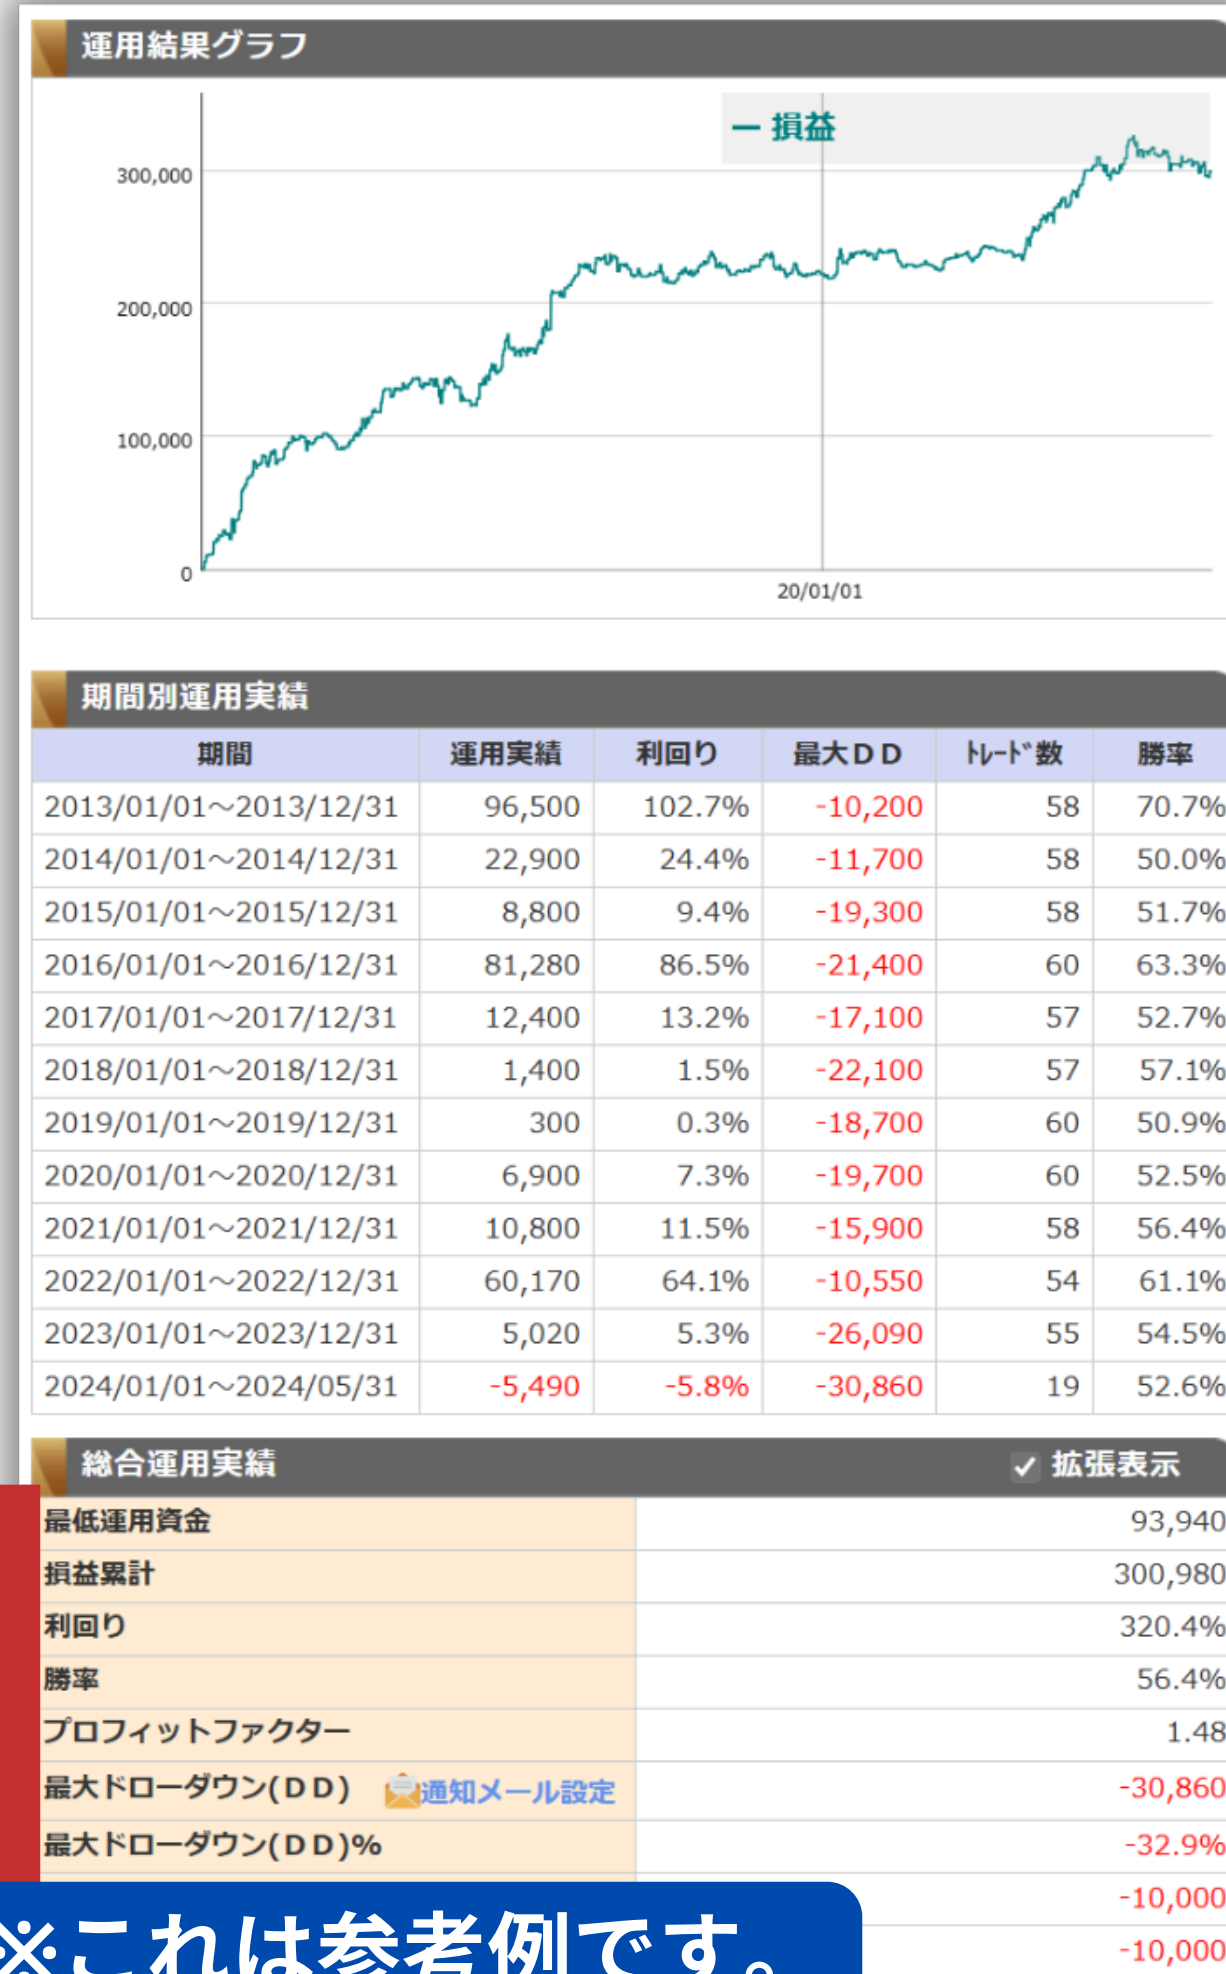 運用結果グラフ
ー 損益
300,000
200,000
100,000
0
20/01/01
期間別運用実績
期間 運用実績 利回り 最大ＤＤ ﾄﾚｰﾄﾞ数 勝率
2013/01/01～2013/12/31 96,500 102.7% -10,200 58 70.7%
2014/01/01～2014/12/31 22,900 24.4% -11,700 58 50.0%
2015/01/01～2015/12/31 8,800 9.4% -19,300 58 51.7%
2016/01/01～2016/12/31 81,280 86.5% -21,400 60 63.3%
2017/01/01～2017/12/31 12,400 13.2% -17,100 57 52.7%
2018/01/01～2018/12/31 1,400 1.5% -22,100 57 57.1%
2019/01/01～2019/12/31 300 0.3% -18,700 60 50.9%
2020/01/01～2020/12/31 6,900 7.3% -19,700 60 52.5%
2021/01/01～2021/12/31 10,800 11.5% -15,900 58 56.4%
2022/01/01～2022/12/31 60,170 64.1% -10,550 54 61.1%
2023/01/01～2023/12/31 5,020 5.3% -26,090 55 54.5%
2024/01/01～2024/05/31 -5,490 -5.8% -30,860 19 52.6%
総合運用実績 拡張表示
最低運用資金 93,940
損益累計 300,980
利回り 320.4%
勝率 56.4%
プロフィットファクター 1.48
最大ドローダウン(ＤＤ) 通知メール設定 -30,860
最大ドローダウン(ＤＤ)% -32.9%
-10,000
-10,000
※これは参考例です。